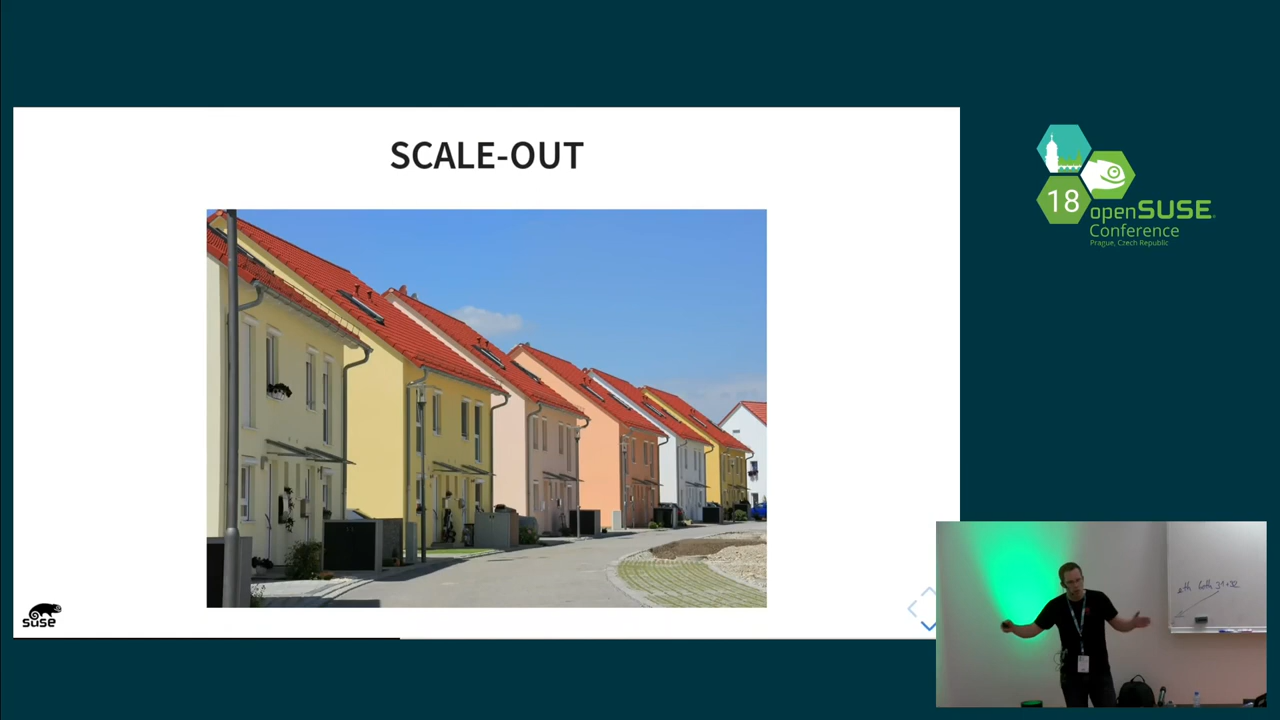 SCALE-OUT
18
openSUSE
Conference
Prague, Czech Republic
SUSE